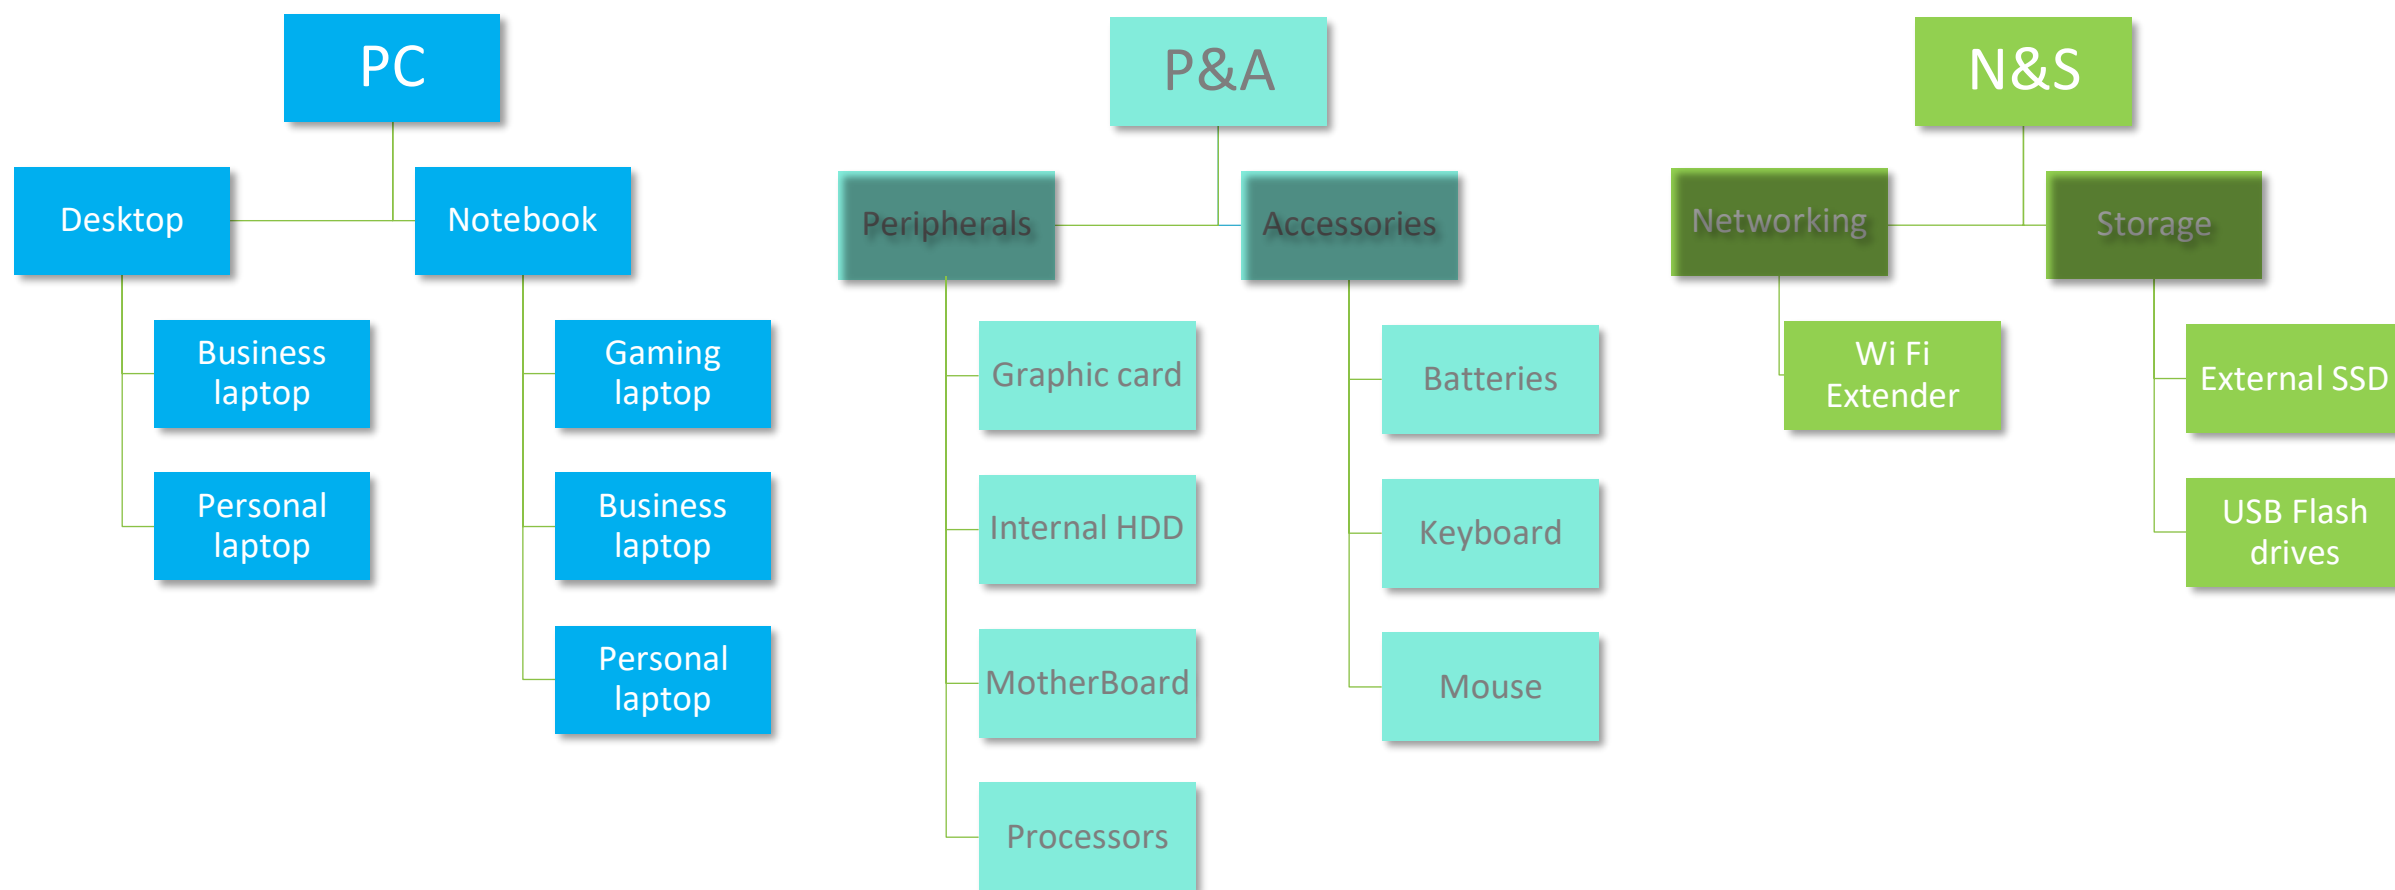 PC
Desktop
Business
laptop
Personal
laptop
Notebook
Gaming
laptop
Business
laptop
Personal
laptop
P&A
Peripherals
Graphic card
Internal HDD
MotherBoard
Processors
Accessories
Batteries
Keyboard
Mouse
N&S
Networking
Wi Fi
Extender
Storage
External SSD
USB Flash
drives